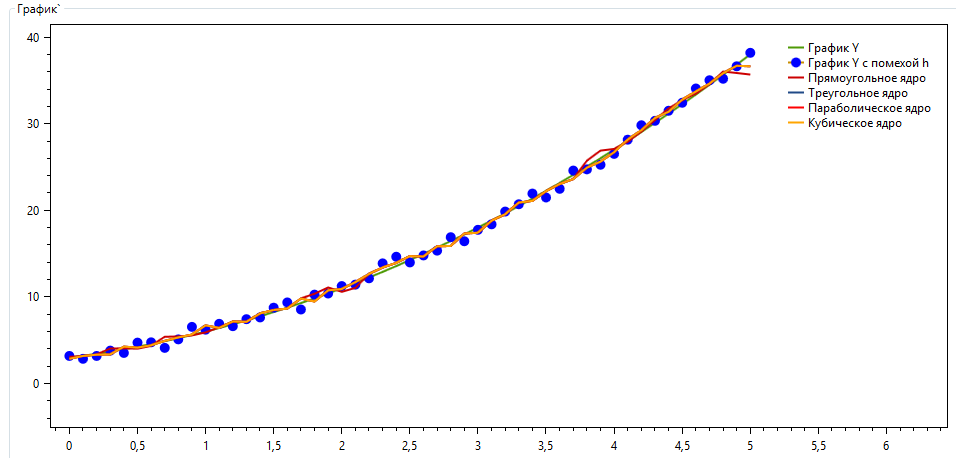 График`
40
30
20
10
0
График Y
График Y с помехой h
Прямоугольное ядро
Треугольное ядро
Параболическое ядро
Кубическое ядро
0 0,5 1 1,5 2 2,5 3 3,5 4 4,5 5 5,5 6